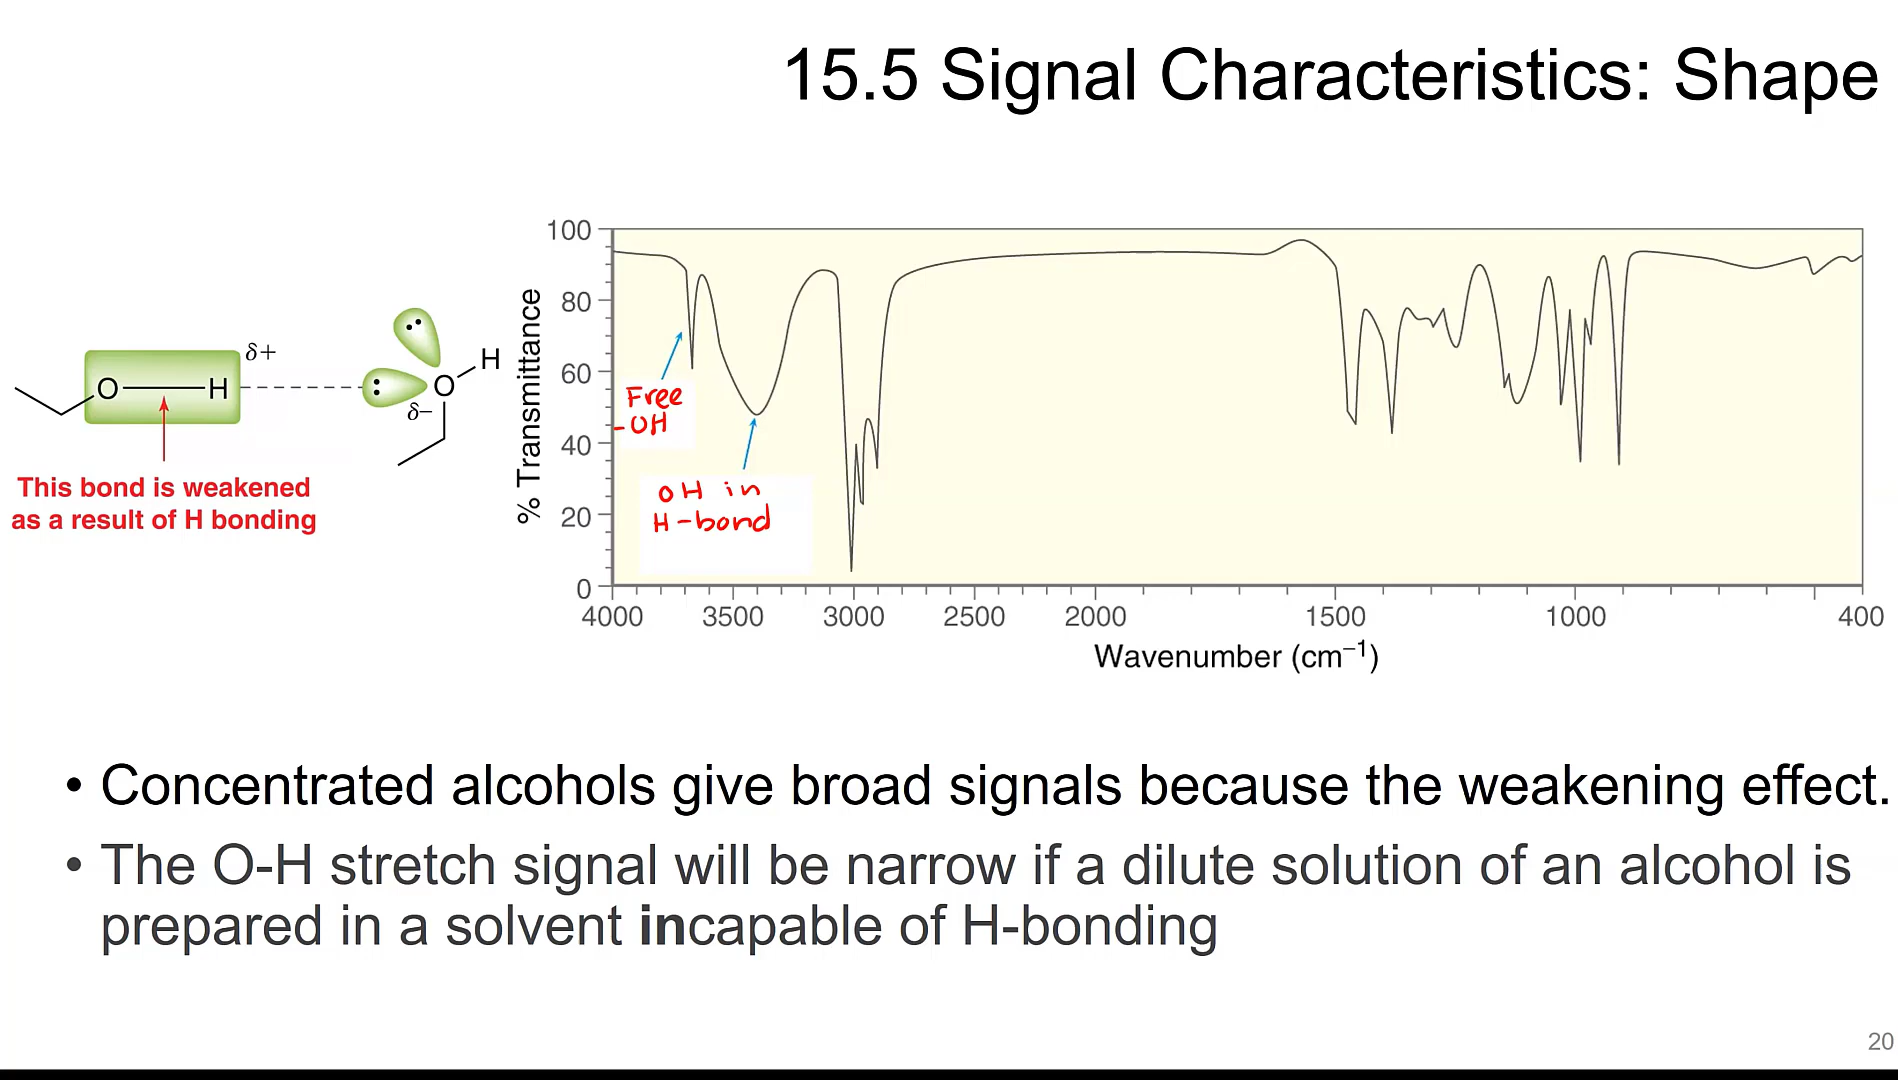 15.5 Signal Characteristics: Shape
O
H
δ+
:
:
O
H
δ–
This bond is weakened
as a result of H bonding
% Transmittance
100
80
60
40
20
0
Free
-OH
OH in
H-bond
4000 3500 3000 2500 2000 1500 1000 400
Wavenumber (cm⁻¹)
• Concentrated alcohols give broad signals because the weakening effect.
• The O-H stretch signal will be narrow if a dilute solution of an alcohol is
prepared in a solvent incapable of H-bonding
20